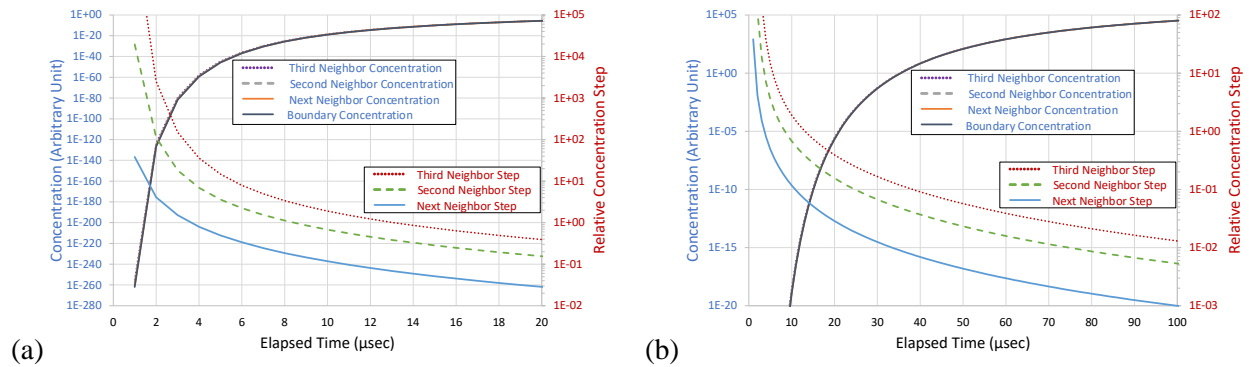 1E+00
1E-20
1E-40
1E-60
1E-80
1E-100
1E-120
1E-140
1E-160
1E-180
1E-200
1E-220
1E-240
1E-260
1E-280
Concentration (Arbitrary Unit)
Third Neighbor Concentration
Second Neighbor Concentration
Next Neighbor Concentration
Boundary Concentration
Third Neighbor Step
Second Neighbor Step
Next Neighbor Step
1E+05
1E+04
1E+03
1E+02
1E+01
1E+00
1E-01
1E-02
Relative Concentration Step
0 2 4 6 8 10 12 14 16 18 20
Elapsed Time (μsec)
(a)
1E+05
1E+00
1E-05
1E-10
1E-15
1E-20
Concentration (Arbitrary Unit)
Third Neighbor Concentration
Second Neighbor Concentration
Next Neighbor Concentration
Boundary Concentration
Third Neighbor Step
Second Neighbor Step
Next Neighbor Step
1E+02
1E+01
1E+00
1E-01
1E-02
1E-03
Relative Concentration Step
0 10 20 30 40 50 60 70 80 90 100
Elapsed Time (μsec)
(b)